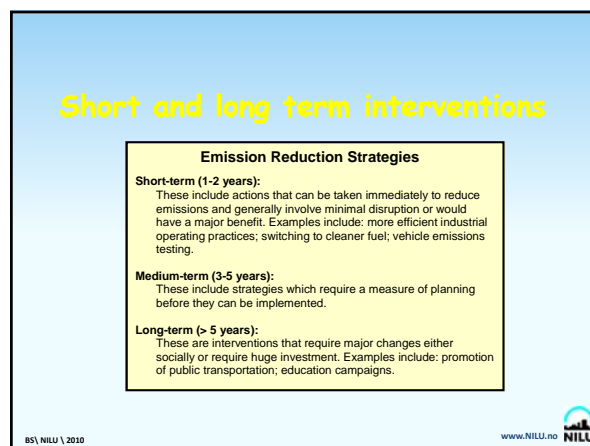 Short and long term interventions
Emission Reduction Strategies
Short-term (1-2 years):
These include actions that can be taken immediately to reduce
emissions and generally involve minimal disruption or would
have a major benefit. Examples include: more efficient industrial
operating practices; switching to cleaner fuel; vehicle emissions
testing.
Medium-term (3-5 years):
These include strategies which require a measure of planning
before they can be implemented.
Long-term (> 5 years):
These are interventions that require major changes either
socially or require huge investment. Examples include: promotion
of public transportation; education campaigns.
BS\ NILU \ 2010
www.NILU.no
NILU